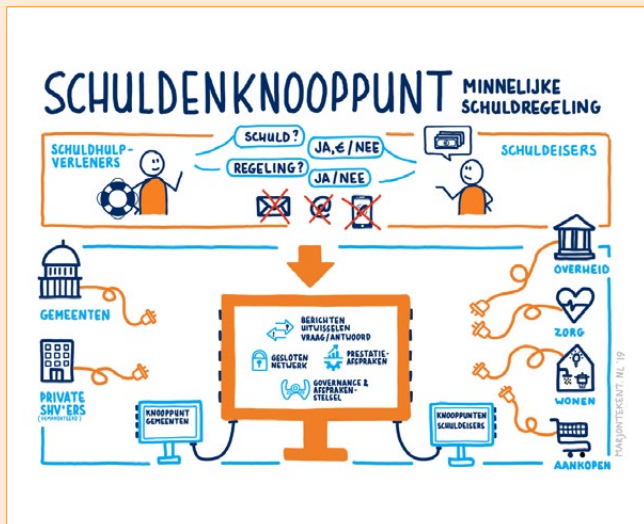 SCHULDENKNOOPPUNT
MINNELIJKE
SCHULDREGELING
SCHULDHULP-
VERLENERS
SCHULD?
JA, € / NEE
REGELING?
JA / NEE
SCHULDEISERS
@
GEMEENTEN
PRIVATE
SHV'ERS
(GEMANDATEERD)
BERICHTEN
UITWISSELEN
VRAAG/ANTWOORD
GESLOTEN
NETWERK
PRESTATIE-
AFSPRAKEN
GOVERNANCE &
AFSPRAKEN-
STELSEL
KNOOPPUNT
GEMEENTEN
KNOOPPUNTEN
SCHULDEISERS
OVERHEID
ZORG
WONEN
AANKOPEN
MARJONTEKENT.NL '19